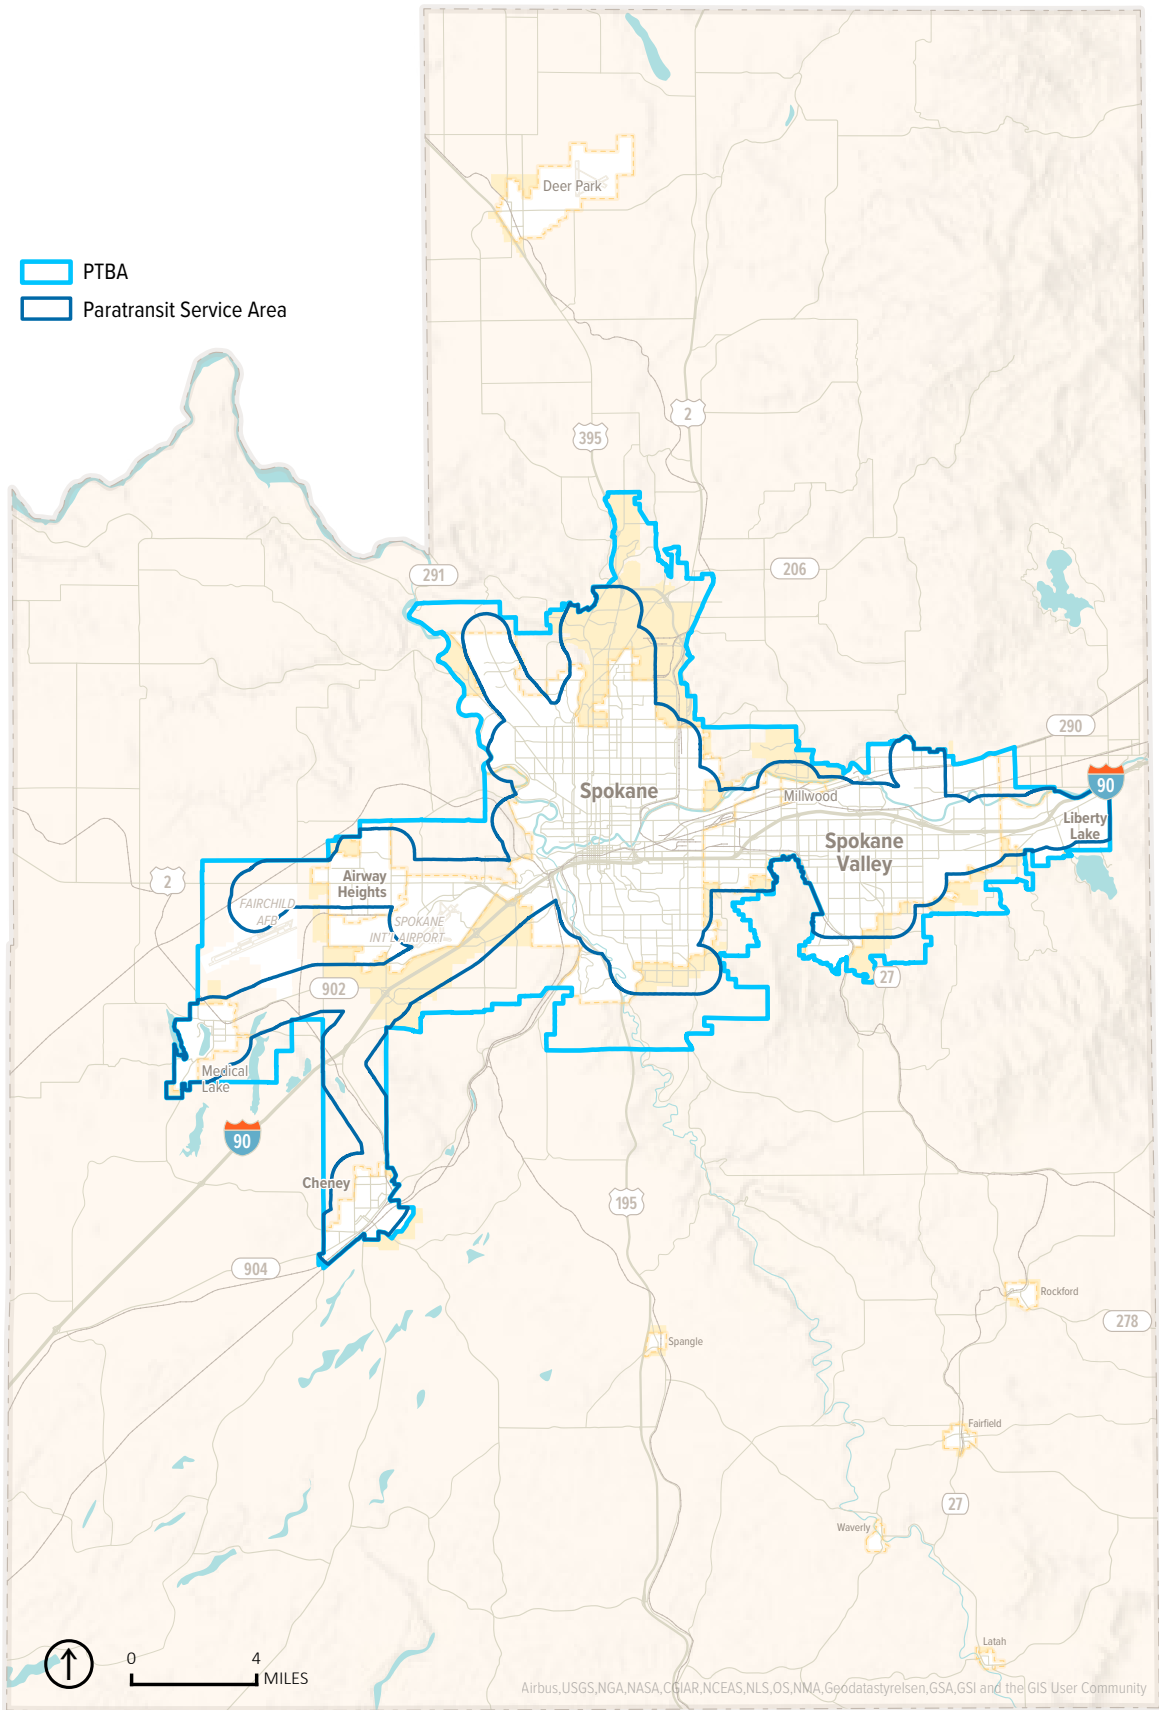 Deer Park
PTBA
Paratransit Service Area
2
395
291
206
290
90
Spokane
Millwood
Liberty
Lake
Spokane
Valley
2
Airway
Heights
FAIRCHILD
AFB
SPOKANE
INT'L AIRPORT
902
27
Medical
Lake
90
Cheney
195
904
Rockford
278
Spangle
Fairfield
27
Waverly
Latah
0 4
MILES
Airbus,USGS,NGA,NASA,CGIAR,NCEAS,NLS,OS,NMA,Geodatastyrelsen,GSA,GSI and the GIS User Community